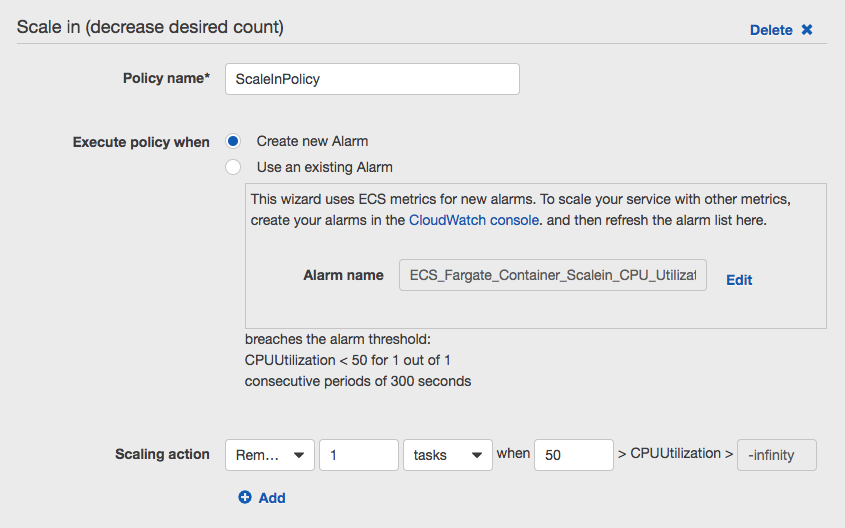 Scale in (decrease desired count)
Delete ✖
Policy name*
ScaleInPolicy
Execute policy when
Create new Alarm
Use an existing Alarm
This wizard uses ECS metrics for new alarms. To scale your service with other metrics,
create your alarms in the CloudWatch console. and then refresh the alarm list here.
Alarm name
ECS_Fargate_Container_Scalein_CPU_Utilizat
Edit
breaches the alarm threshold:
CPUUtilization < 50 for 1 out of 1
consecutive periods of 300 seconds
Scaling action
Rem... 1 tasks when 50 > CPUUtilization > -infinity
Add